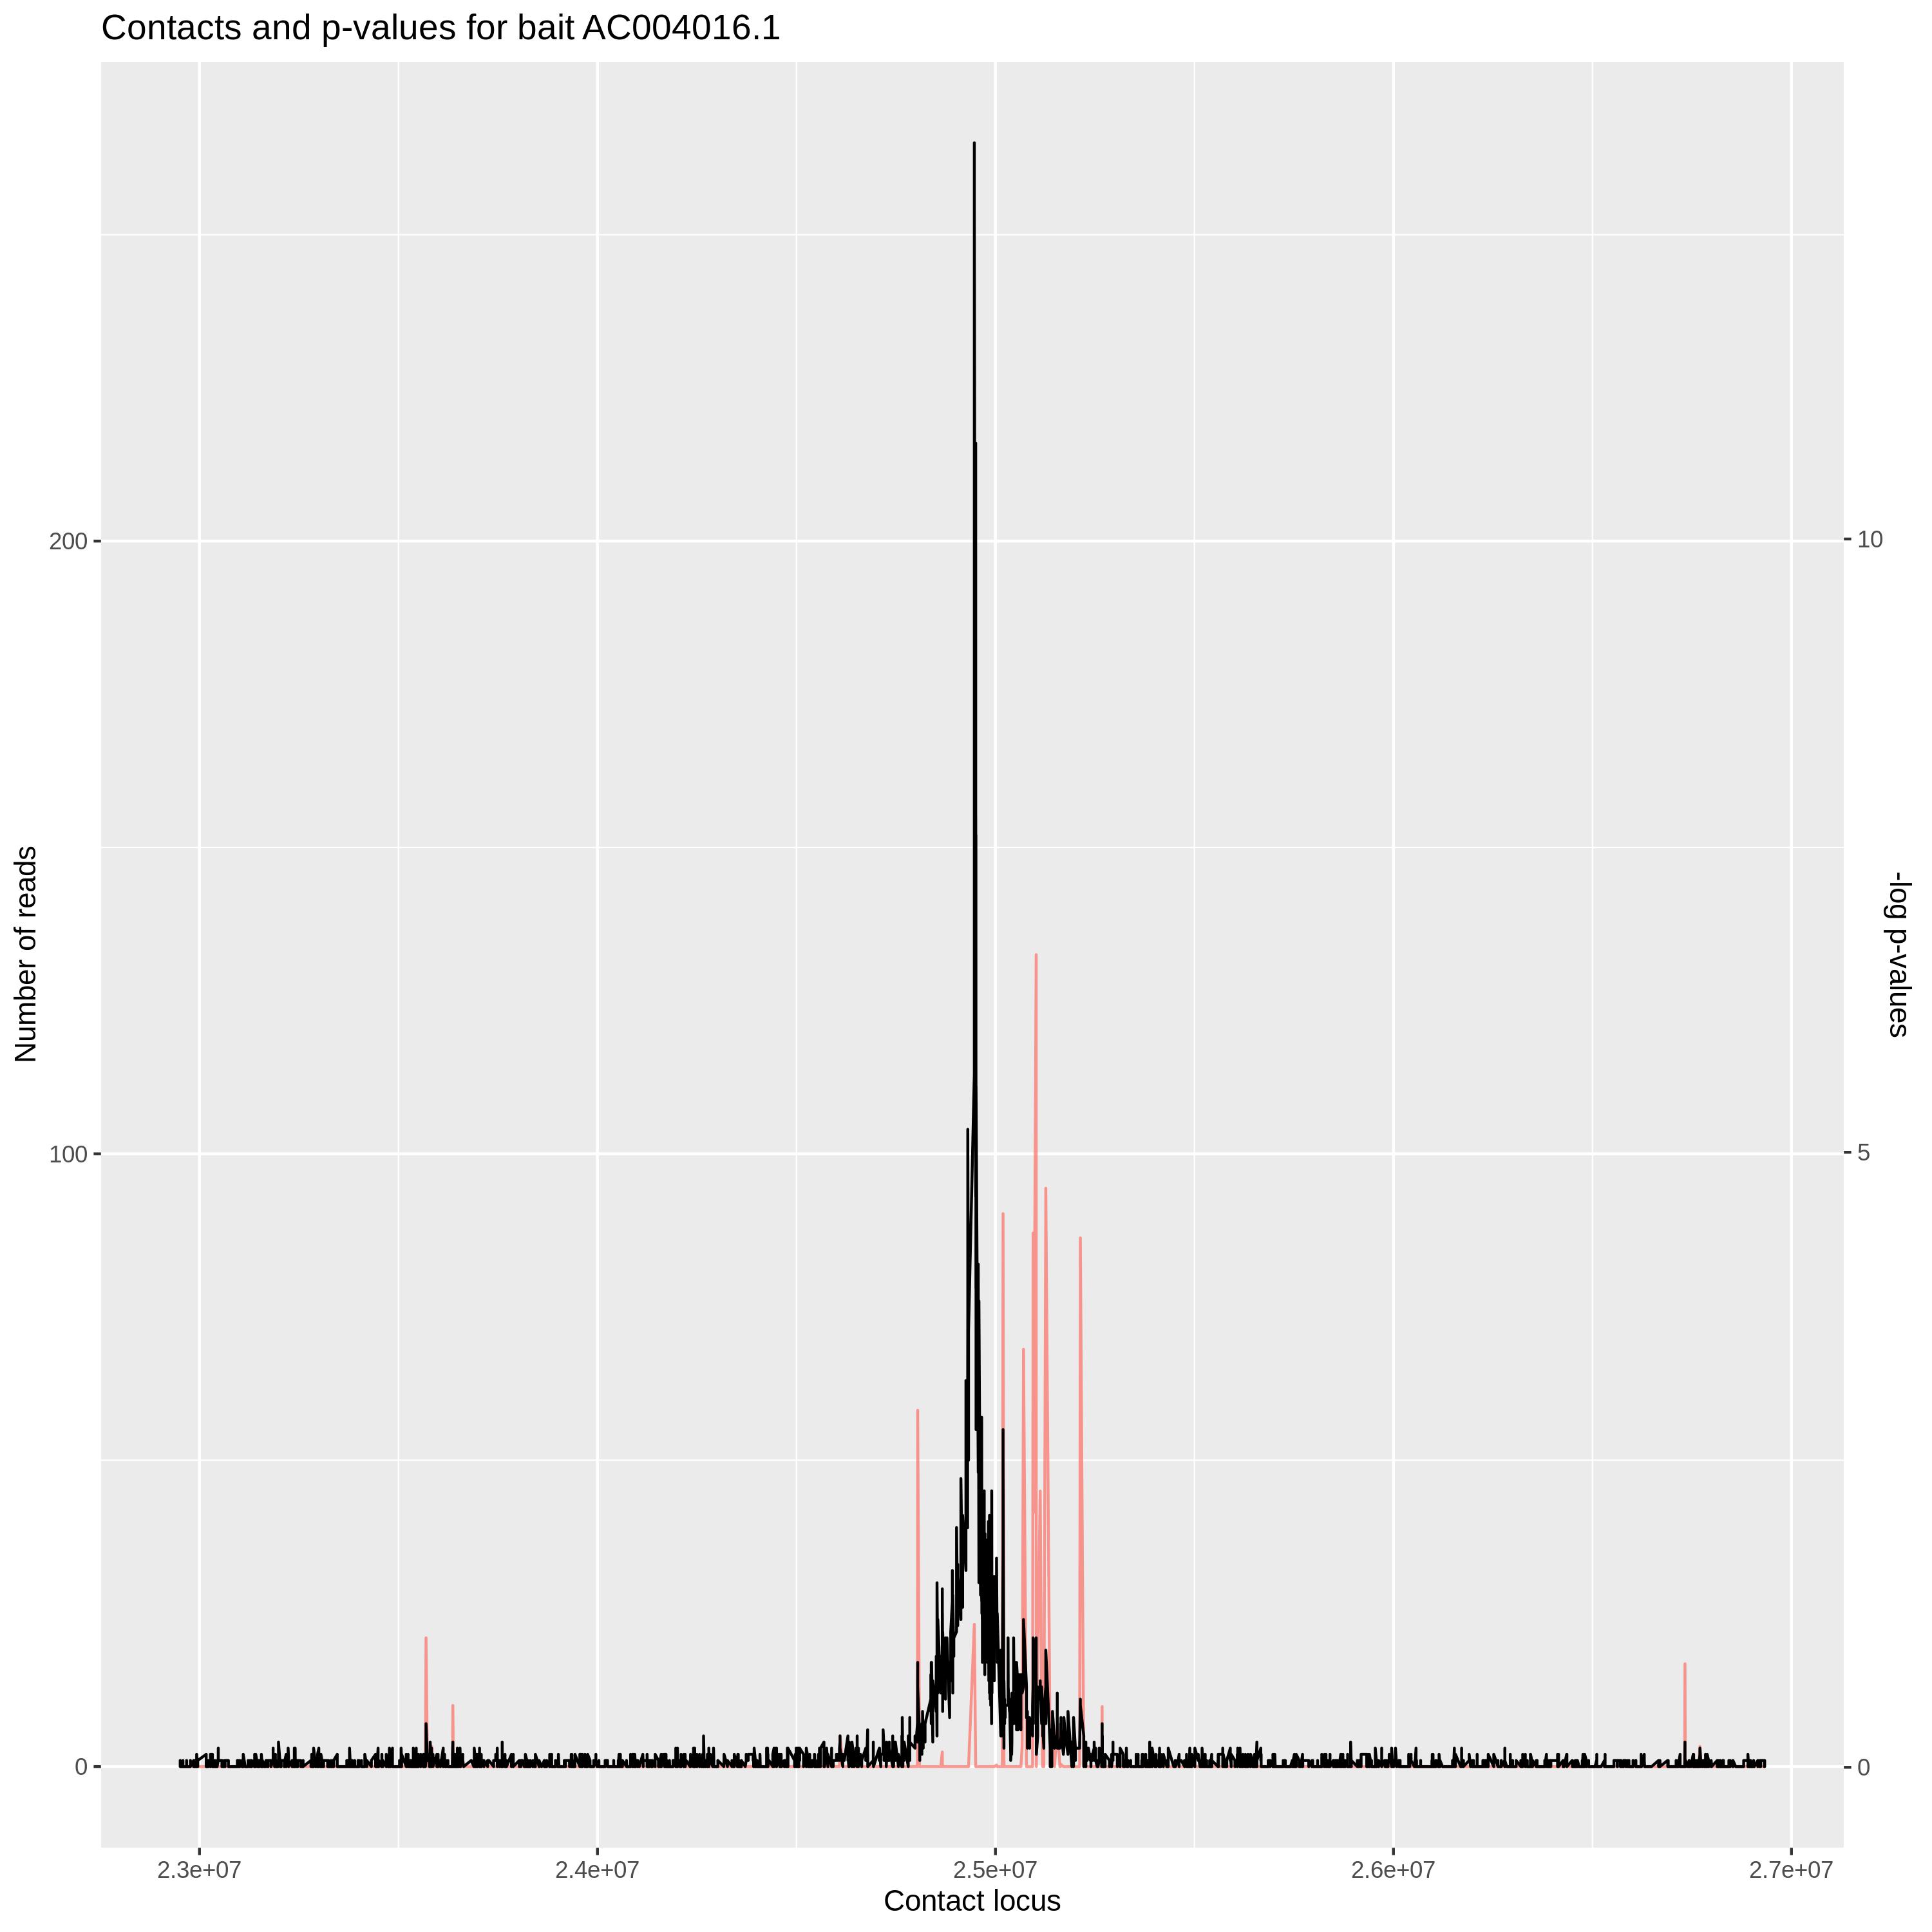 Contacts and p-values for bait AC004016.1
Number of reads
200
100
0
10
5
0
-log p-values
2.3e+07
2.4e+07
2.5e+07
2.6e+07
2.7e+07
Contact locus